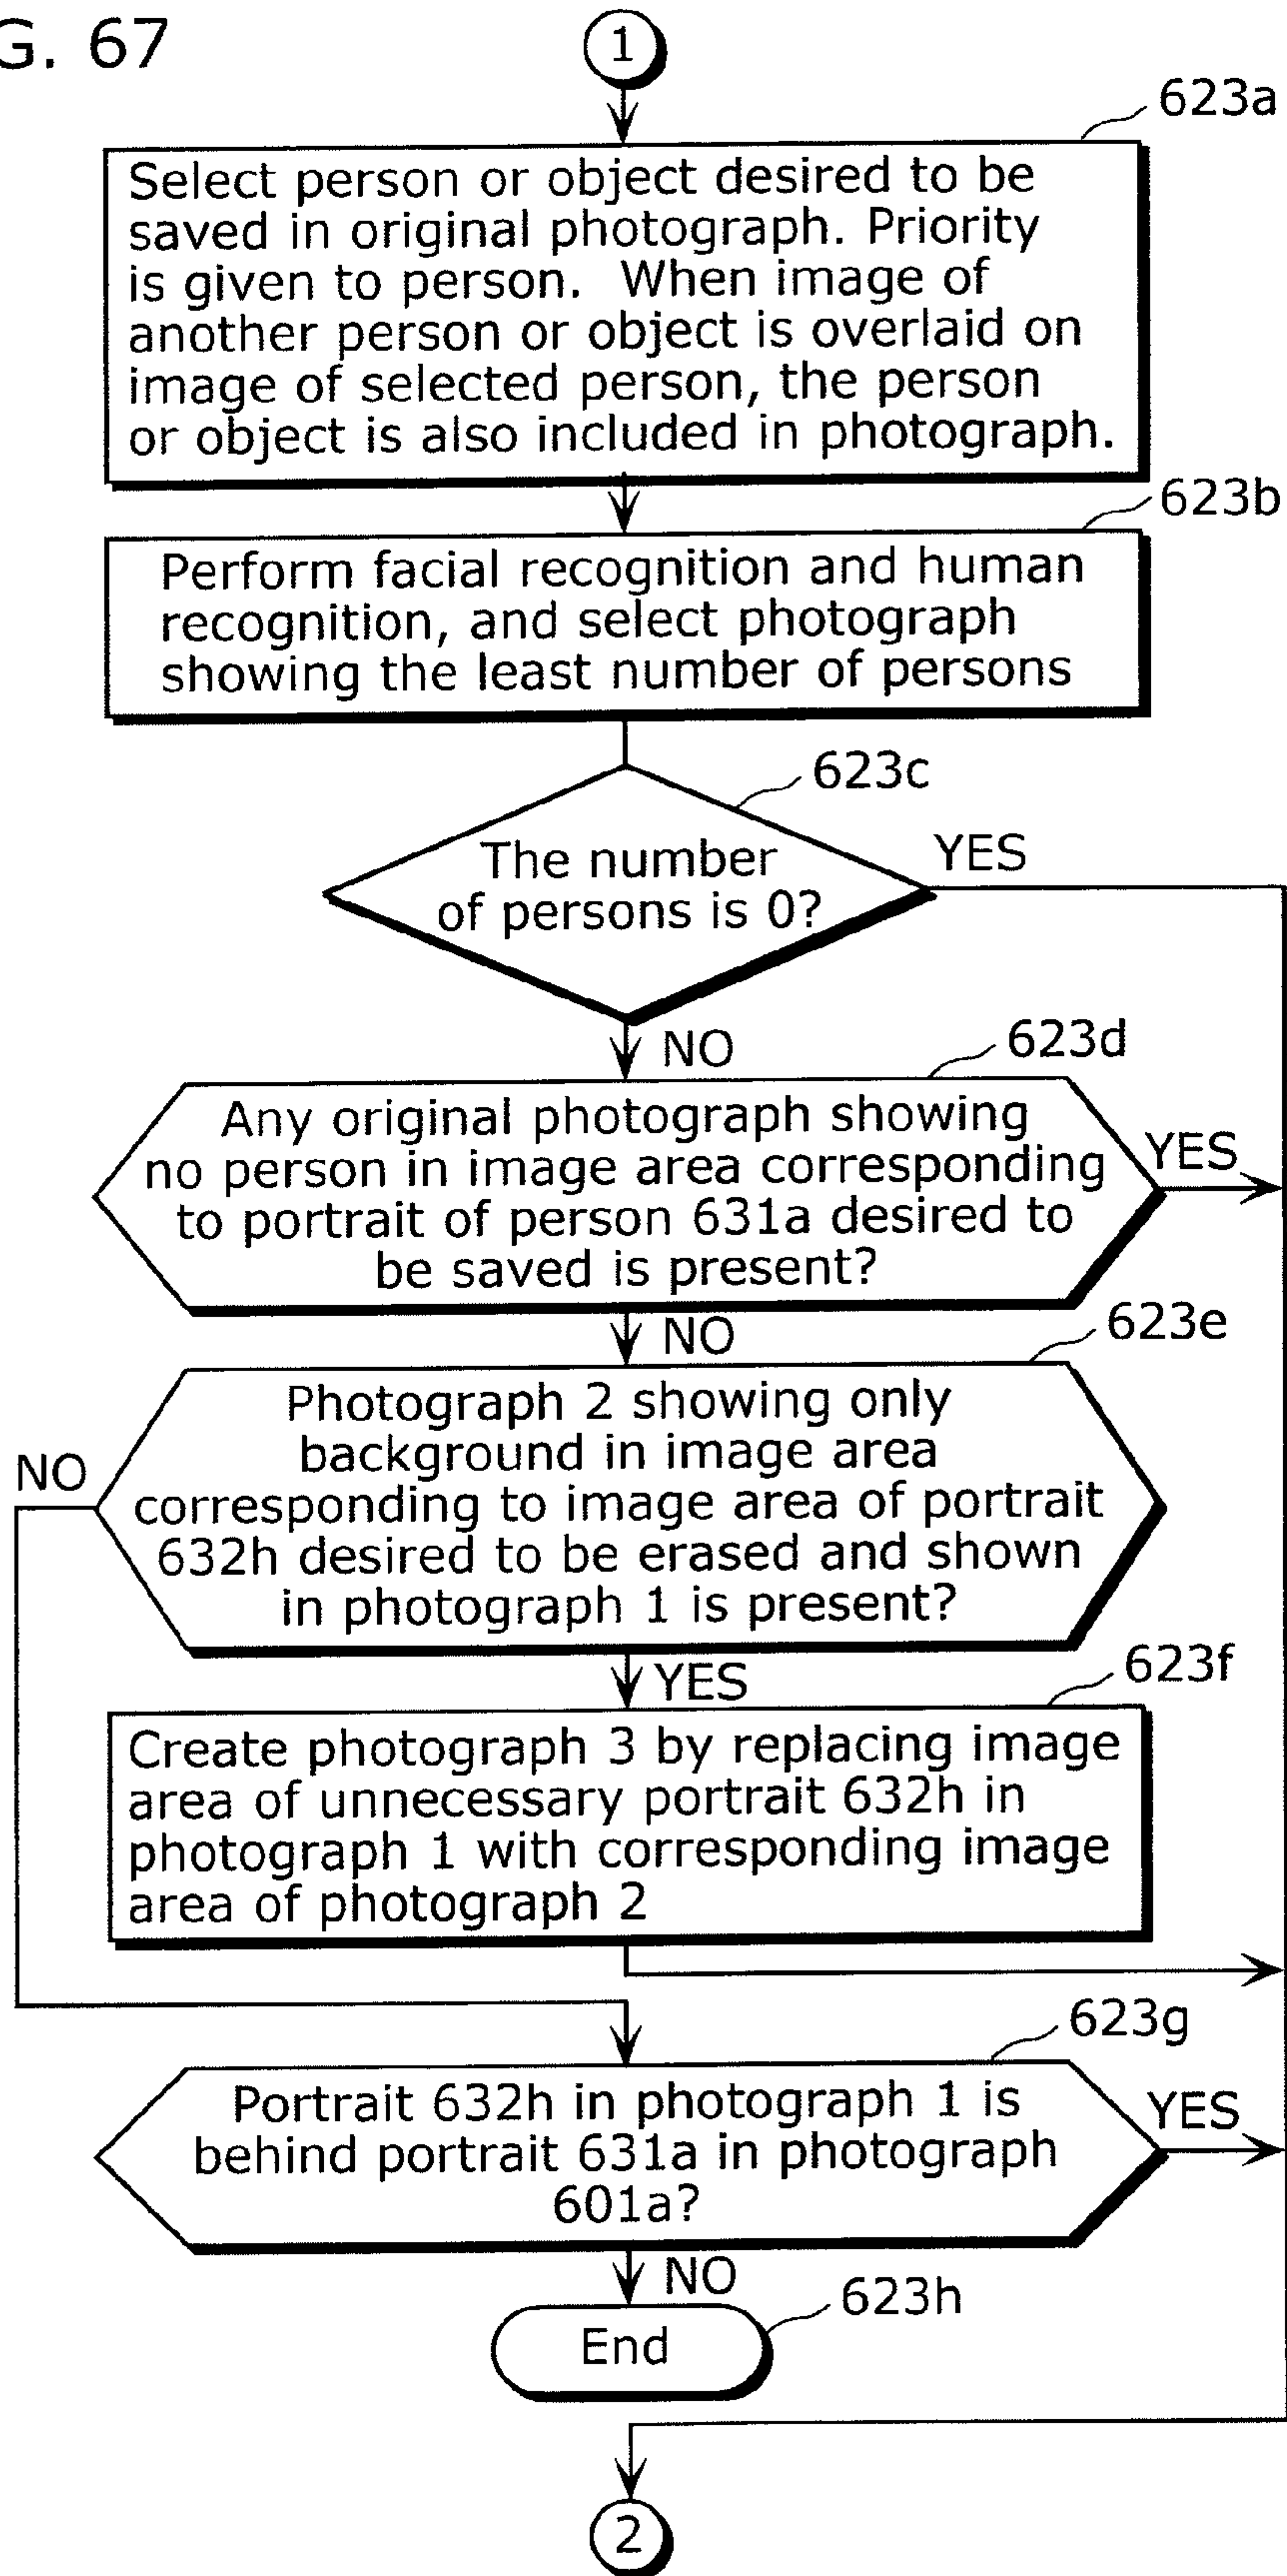 G. 67
1
623a
Select person or object desired to be
saved in original photograph. Priority
is given to person. When image of
another person or object is overlaid on
image of selected person, the person
or object is also included in photograph.
623b
Perform facial recognition and human
recognition, and select photograph
showing the least number of persons
623c
The number
of persons is 0?
YES
NO
623d
Any original photograph showing
no person in image area corresponding
to portrait of person 631a desired to
be saved is present?
YES
NO
623e
Photograph 2 showing only
background in image area
corresponding to image area of portrait
632h desired to be erased and shown
in photograph 1 is present?
NO
YES
623f
Create photograph 3 by replacing image
area of unnecessary portrait 632h in
photograph 1 with corresponding image
area of photograph 2
623g
Portrait 632h in photograph 1 is
behind portrait 631a in photograph
601a?
YES
NO
623h
End
2